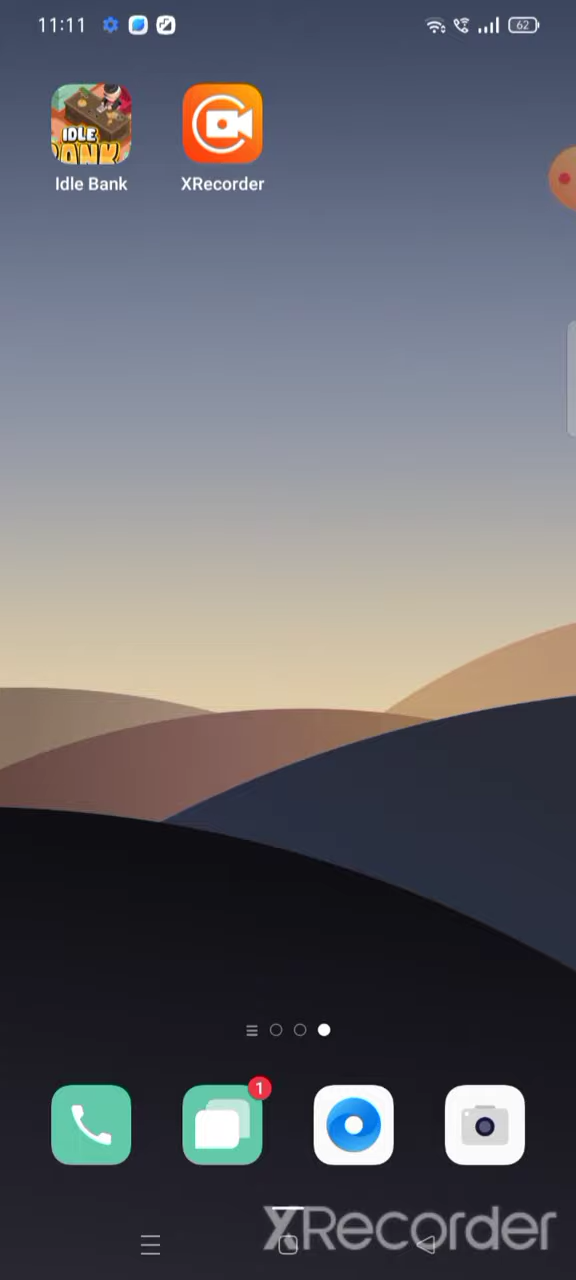 11:11
62
IDLE
BANK
Idle Bank
XRecorder
1
XRecorder